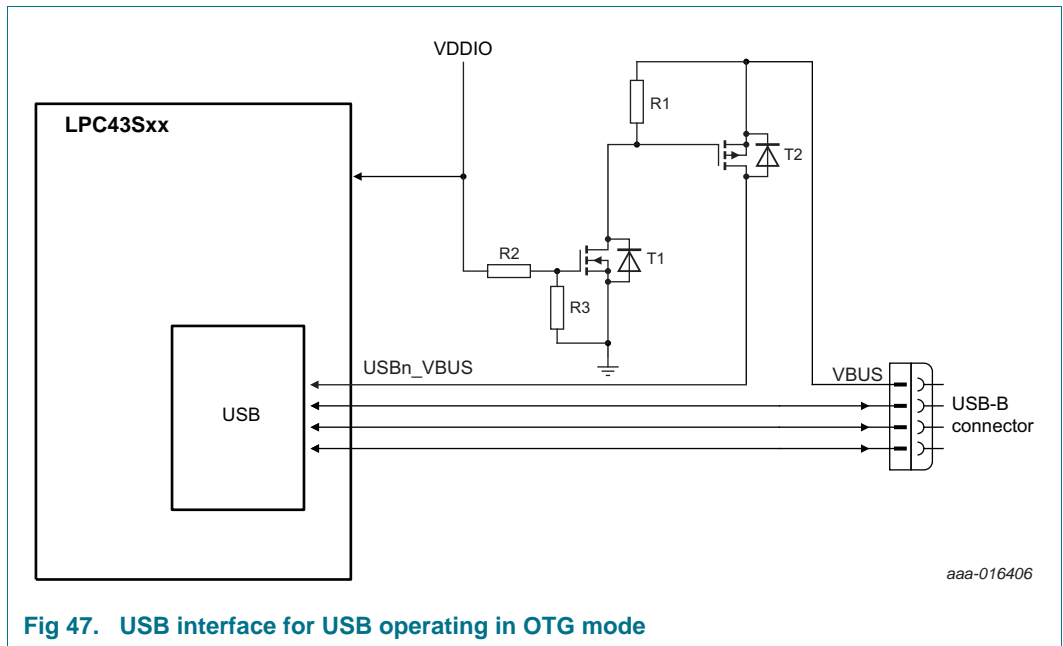 VDDIO
LPC43Sxx
R1
T2
R2
T1
R3
USBn_VBUS
VBUS
USB
USB-B
connector
aaa-016406
Fig 47. USB interface for USB operating in OTG mode